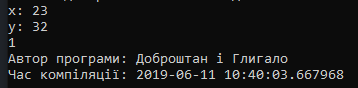 x: 23
y: 32
1
Автор програми: Доброштан і Глигало
Час компіляції: 2019-06-11 10:40:03.667968